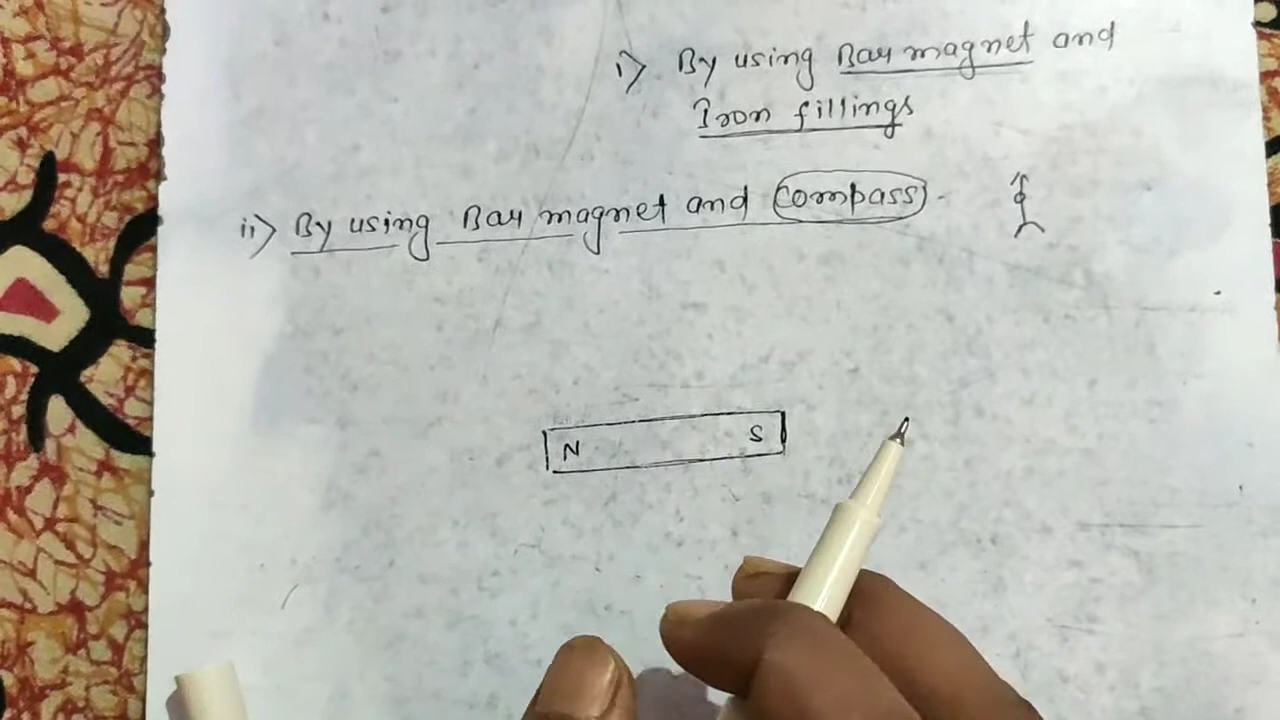 i) By using Bar magnet and
Iron fillings
ii) By using Bar magnet and compass.
N S